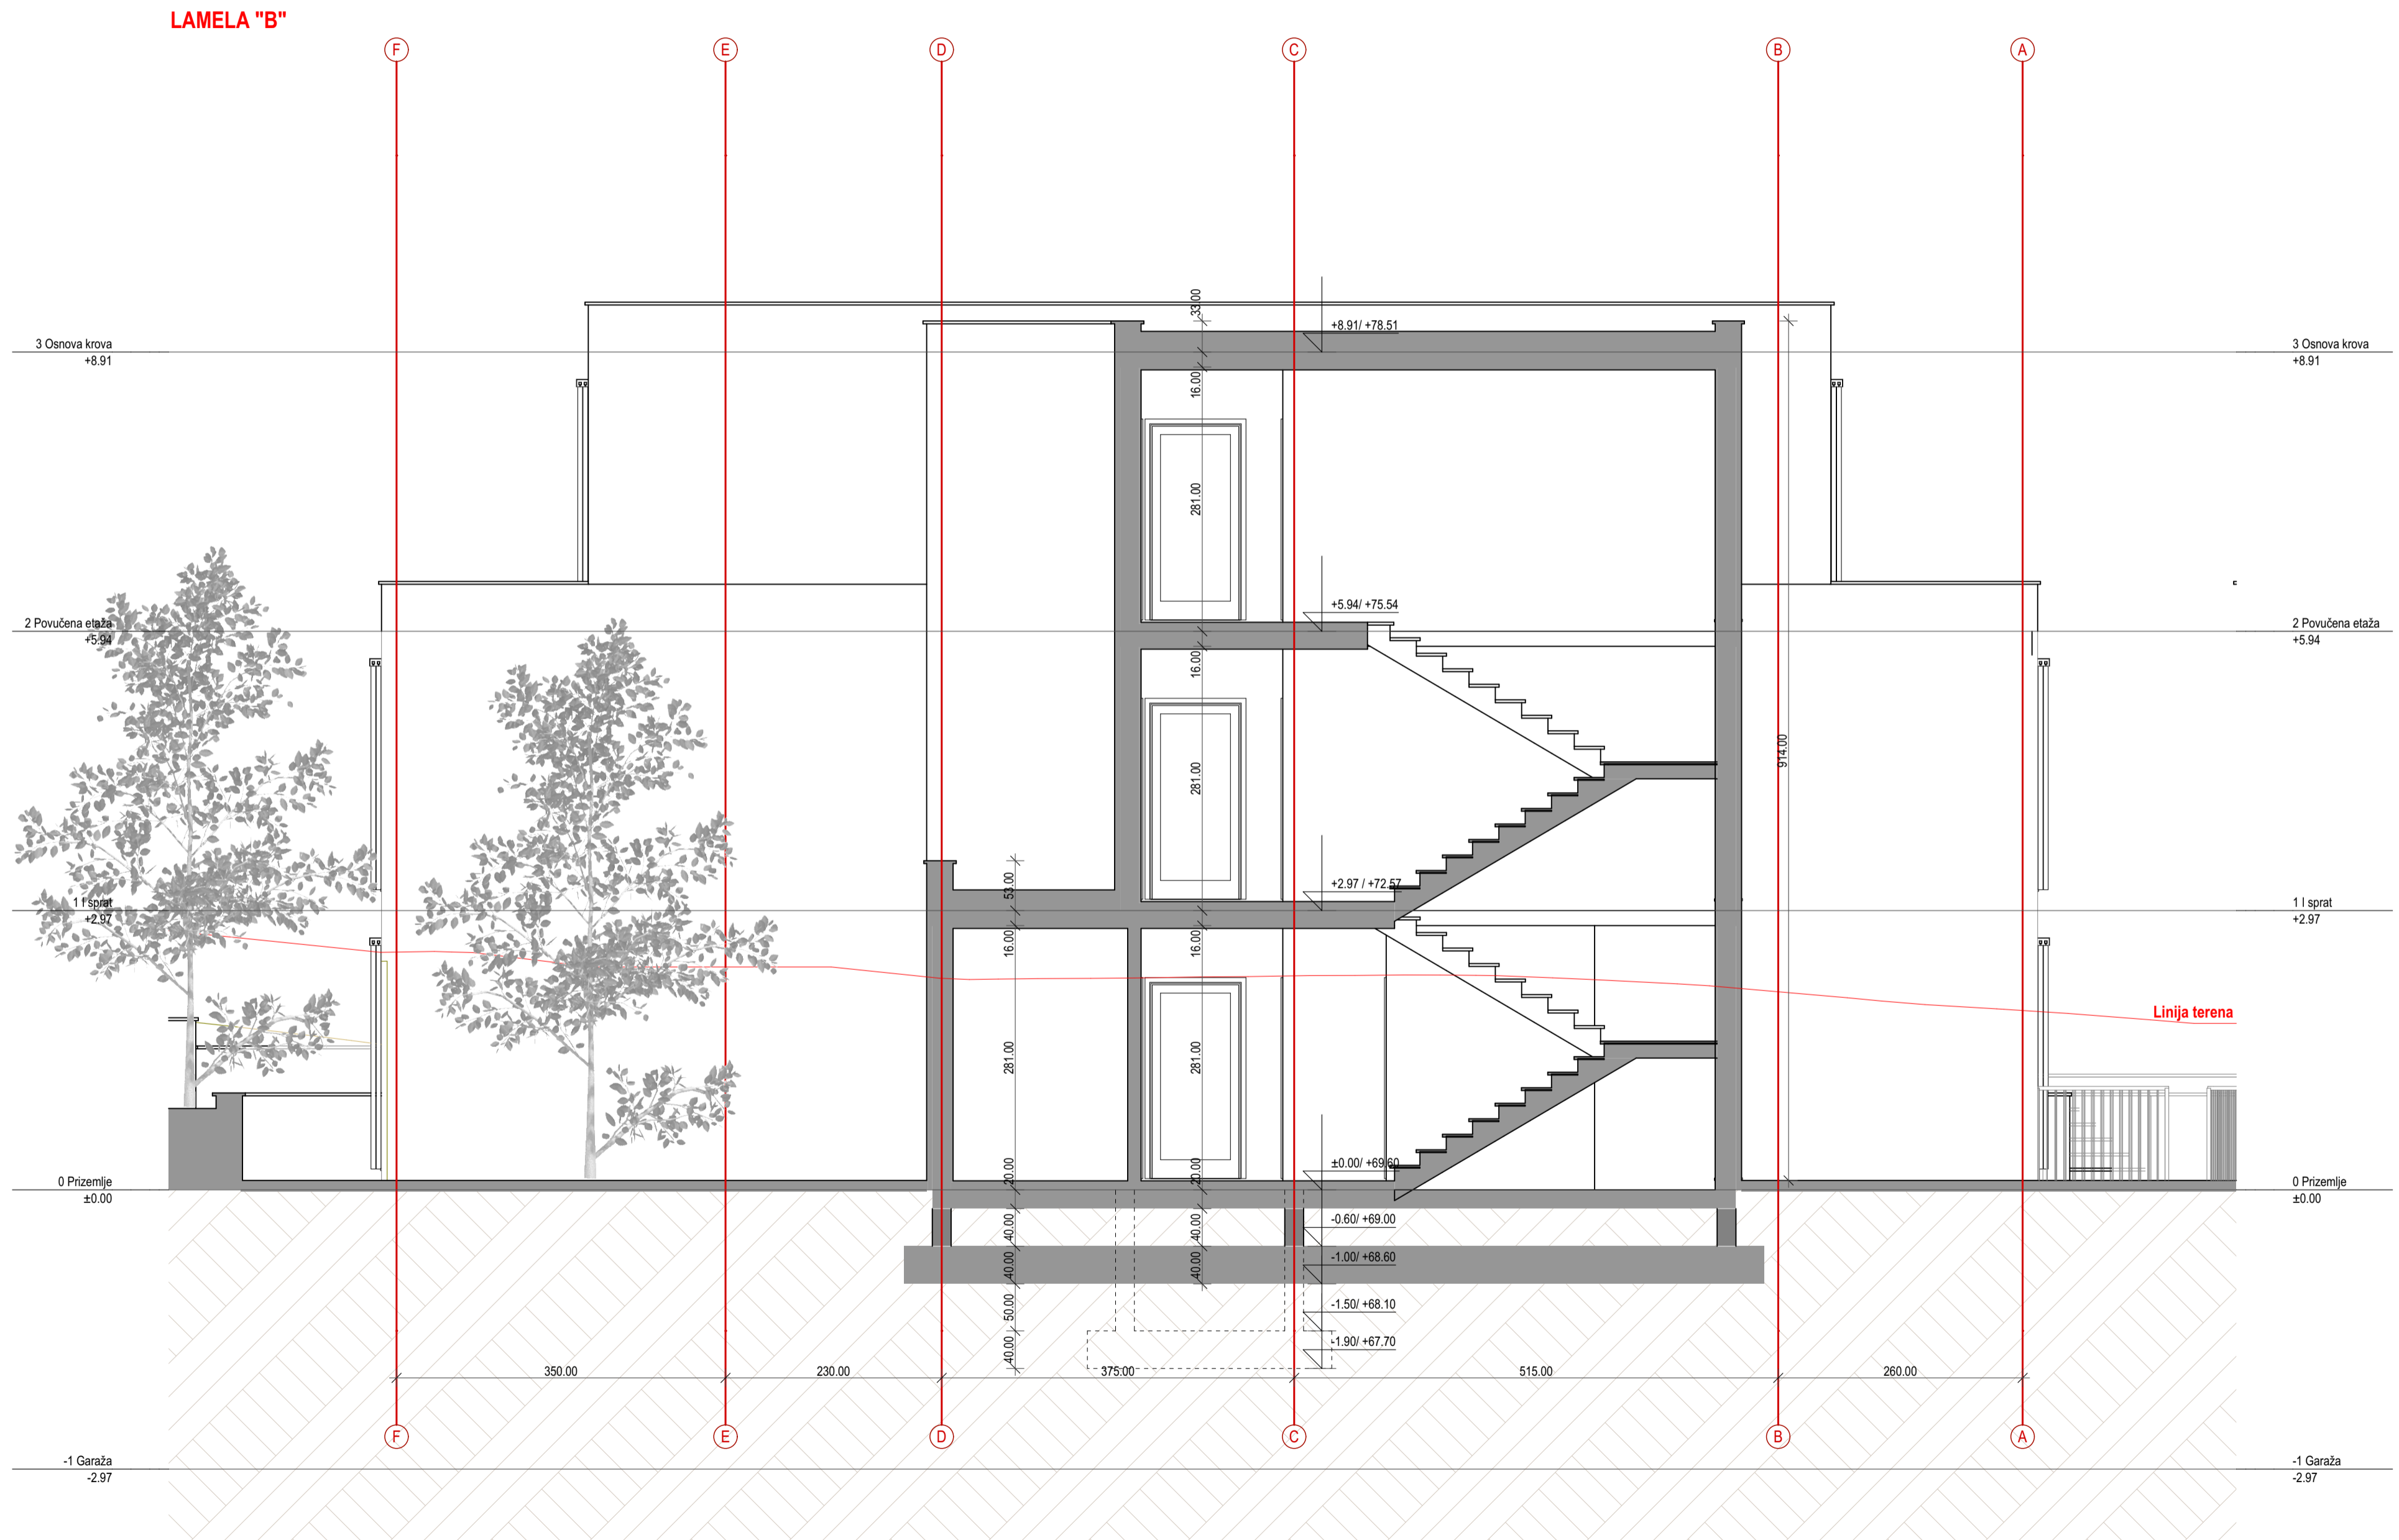 LAMELA "B"
F
E
D
C
B
A
33.00
+8.91/ +78.51
3 Osnova krova
+8.91
3 Osnova krova
+8.91
16.00
281.00
+5.94/ +75.54
2 Povučena etaža
+5.94
2 Povučena etaža
+5.94
16.00
281.00
914.00
53.00
+2.97 / +72.57
1 I sprat
+2.97
1 I sprat
+2.97
16.00
16.00
Linija terena
281.00
281.00
20.00
20.00
±0.00/ +69.60
0 Prizemlje
±0.00
0 Prizemlje
±0.00
40.00
40.00
-0.60/ +69.00
40.00
40.00
-1.00/ +68.60
50.00
-1.50/ +68.10
40.00
-1.90/ +67.70
350.00
230.00
375.00
515.00
260.00
F
E
D
C
B
A
-1 Garaža
-2.97
-1 Garaža
-2.97